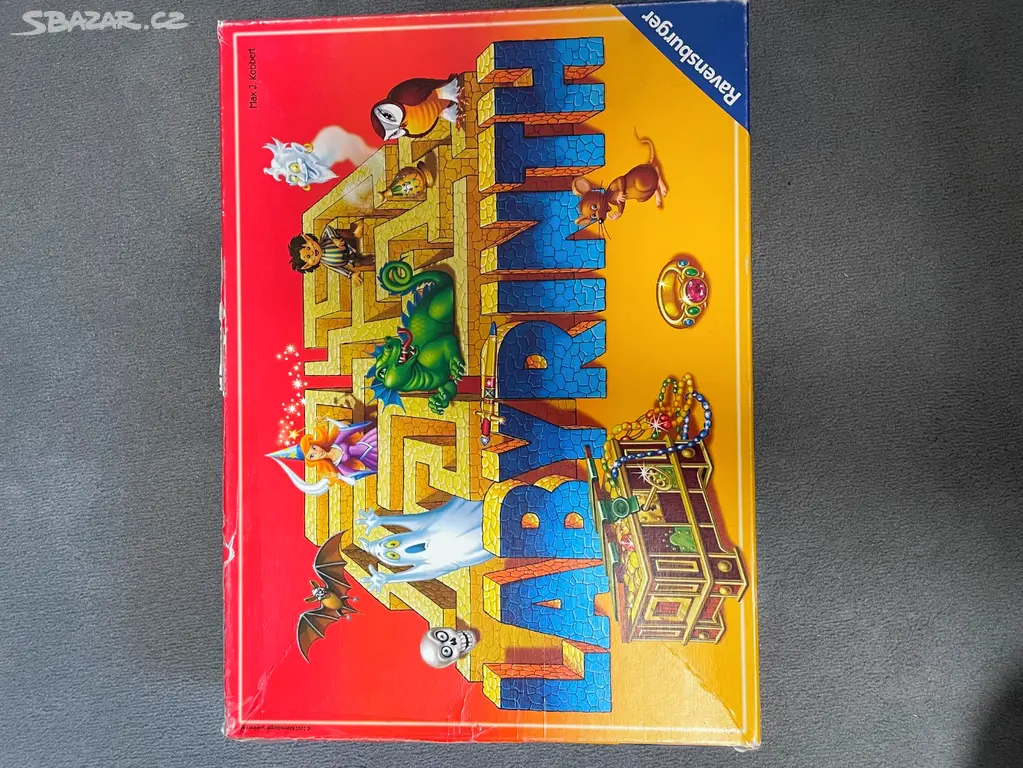 SBAZAR.CZ
Max J. Kobbert
Ravensburger
LABYRINTH